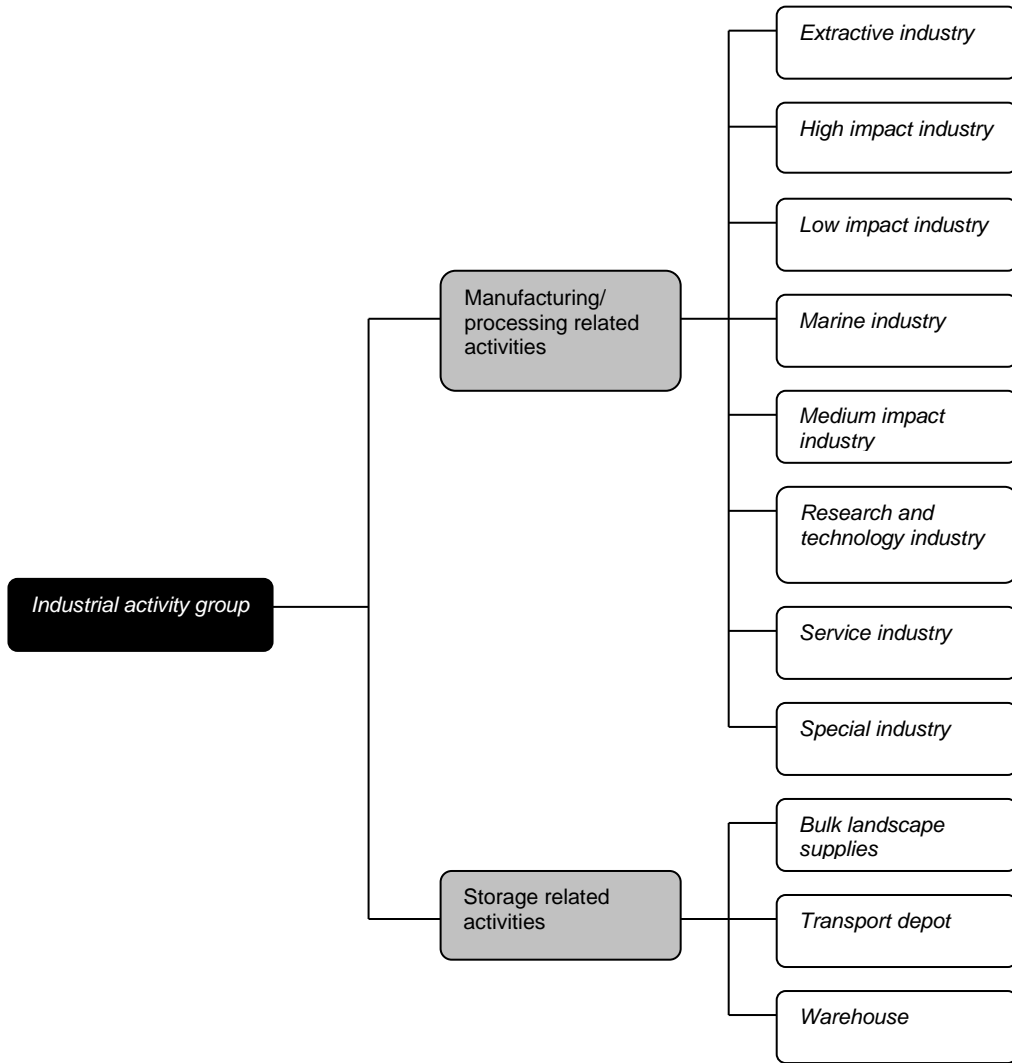 Extractive industry
High impact industry
Low impact industry
Manufacturing/
processing related
activities
Marine industry
Medium impact
industry
Research and
technology industry
Industrial activity group
Service industry
Special industry
Bulk landscape
supplies
Storage related
activities
Transport depot
Warehouse